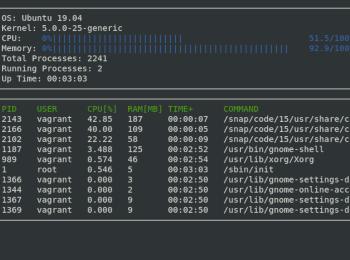 OS: Ubuntu 19.04
Kernel: 5.0.0-25-generic
CPU: 0%|||||||||||||||||||||||||| 51.5/100
Memory: 0%||||||||||||||||||||||||||||||||||||||||||||||| 92.9/100
Total Processes: 2241
Running Processes: 2
Up Time: 00:03:03
PID USER CPU[%] RAM[MB] TIME+ COMMAND
2143 vagrant 42.85 187 00:00:07 /snap/code/15/usr/share/c
2166 vagrant 40.00 109 00:00:05 /snap/code/15/usr/share/c
2102 vagrant 22.22 58 00:00:09 /snap/code/15/usr/share/c
1187 vagrant 3.488 125 00:02:52 /usr/bin/gnome-shell
989 vagrant 0.574 46 00:02:54 /usr/lib/xorg/Xorg
1 root 0.546 5 00:03:03 /sbin/init
1366 vagrant 0.000 3 00:02:50 /usr/lib/gnome-settings-d
1344 vagrant 0.000 2 00:02:50 /usr/lib/gnome-online-acc
1367 vagrant 0.000 9 00:02:50 /usr/lib/gnome-settings-d
1369 vagrant 0.000 9 00:02:50 /usr/lib/gnome-settings-d